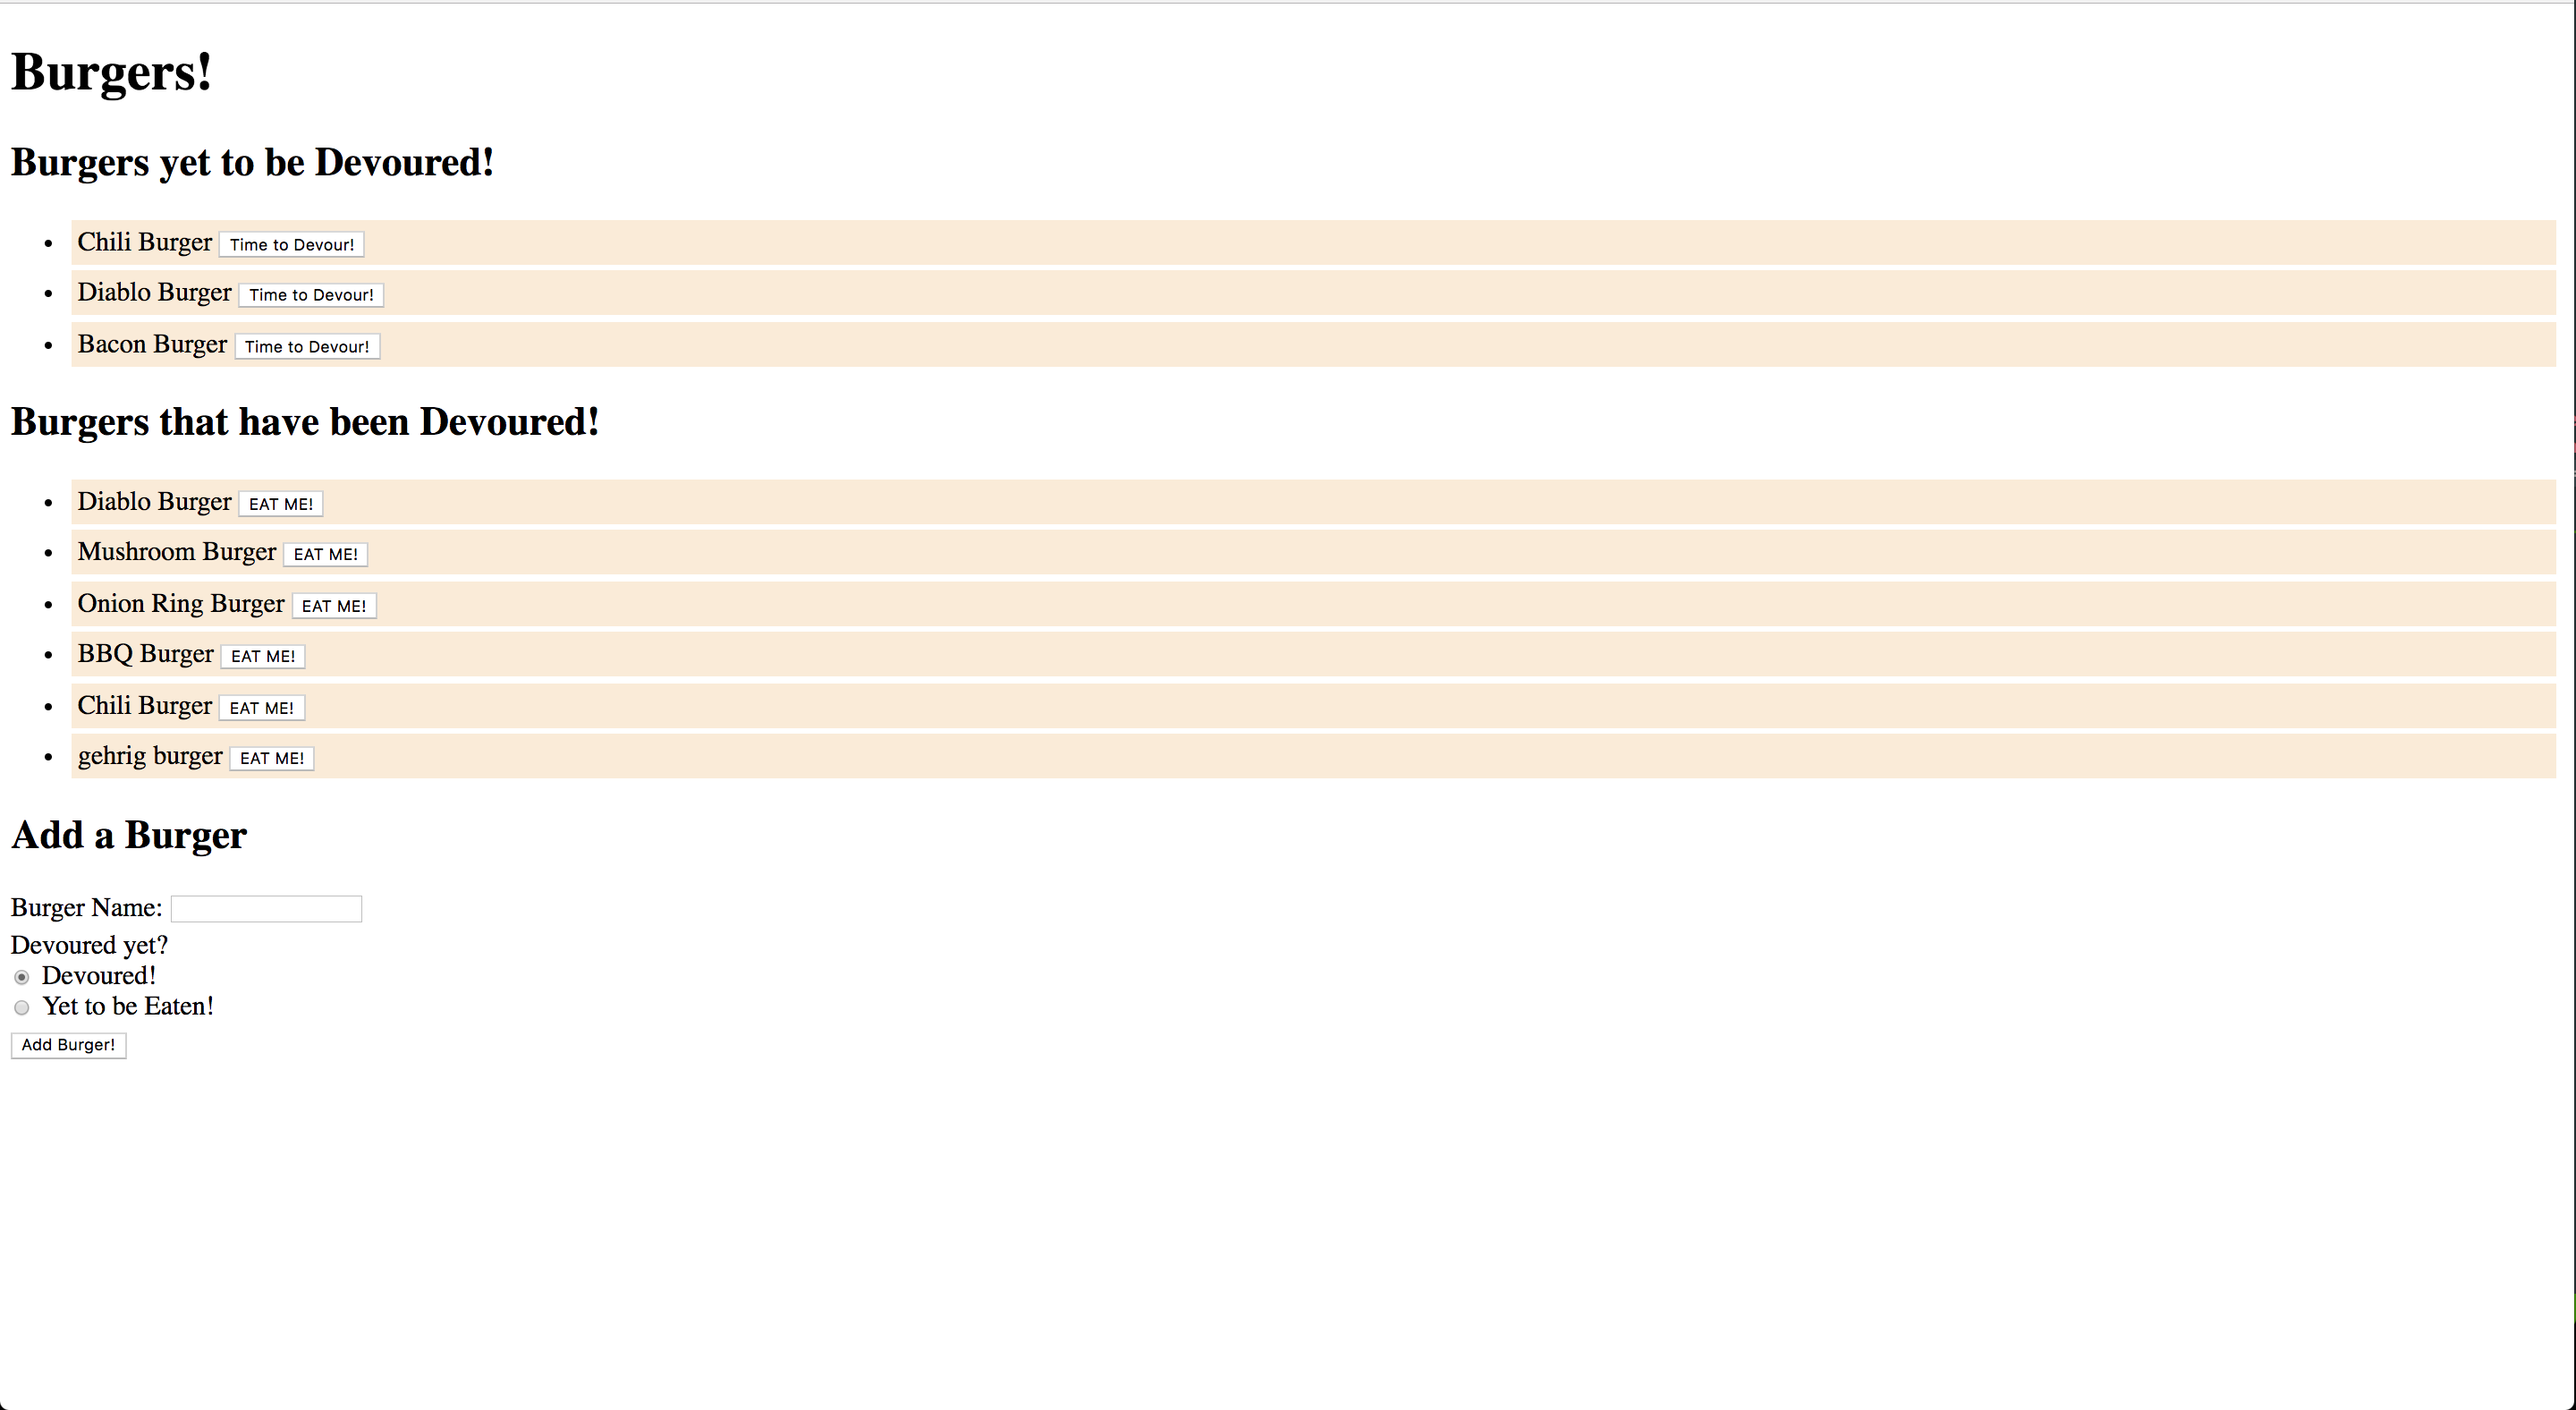 Burgers!
Burgers yet to be Devoured!
Chili Burger Time to Devour!
Diablo Burger Time to Devour!
Bacon Burger Time to Devour!
Burgers that have been Devoured!
Diablo Burger EAT ME!
Mushroom Burger EAT ME!
Onion Ring Burger EAT ME!
BBQ Burger EAT ME!
Chili Burger EAT ME!
gehrig burger EAT ME!
Add a Burger
Burger Name:
Devoured yet?
Devoured!
Yet to be Eaten!
Add Burger!